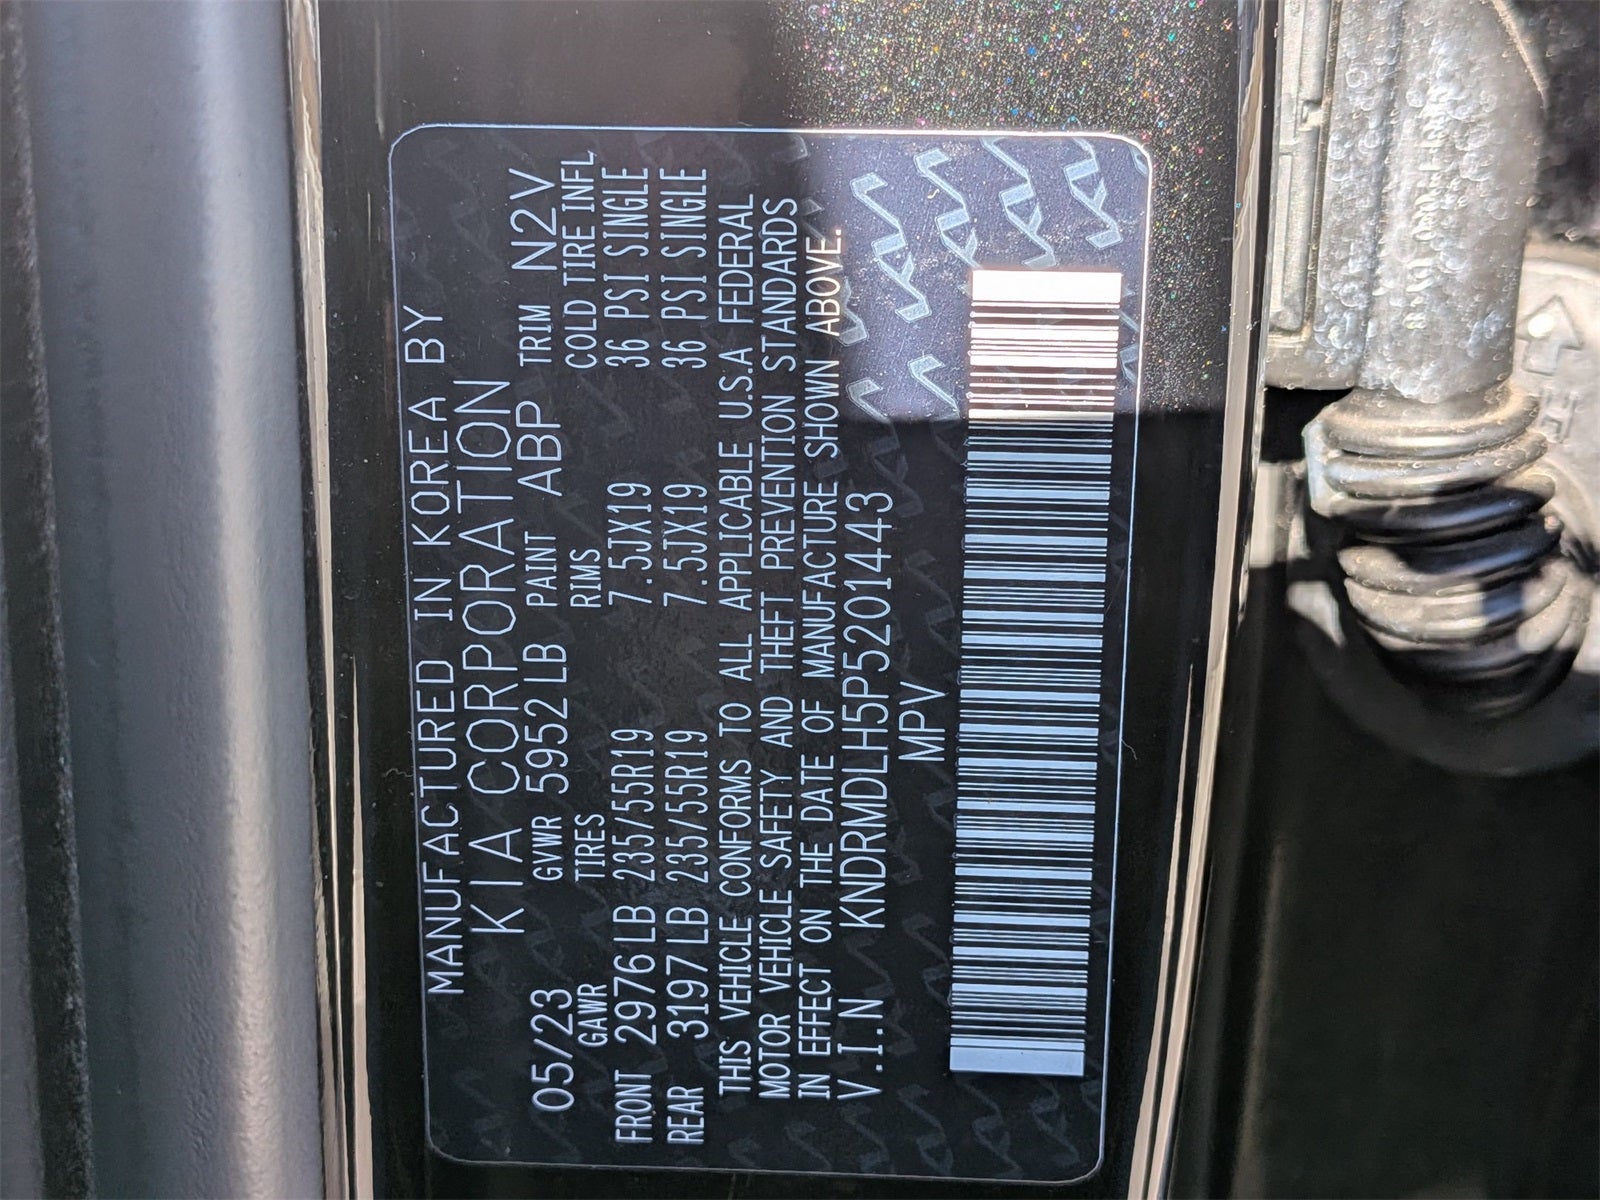 MANUFACTURED IN KOREA BY
KIA CORPORATION
05/23 GVWR 5952 LB PAINT ABP TRIM N2V
GAWR TIRES RIMS COLD TIRE INFL
FRONT 2976 LB 235/55R19 7.5JX19 36 PSI SINGLE
REAR 3197 LB 235/55R19 7.5JX19 36 PSI SINGLE
THIS VEHICLE CONFORMS TO ALL APPLICABLE U.S.A FEDERAL
MOTOR VEHICLE SAFETY AND THEFT PREVENTION STANDARDS
IN EFFECT ON THE DATE OF MANUFACTURE SHOWN ABOVE.
V.I.N KNDRMDLH5P5201443
MPV